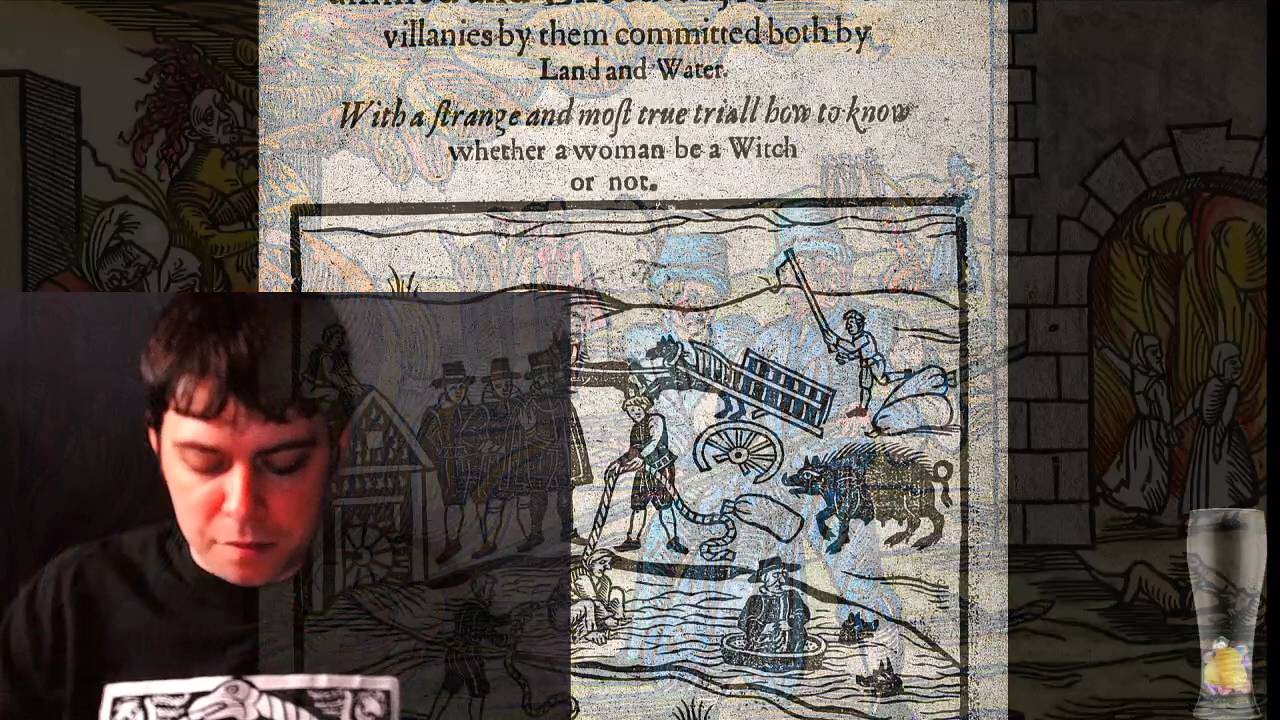 villanies by them committed both by
Land and Water.
With a ſtrange and moſt true triall how to know
whether a woman be a Witch
or not.